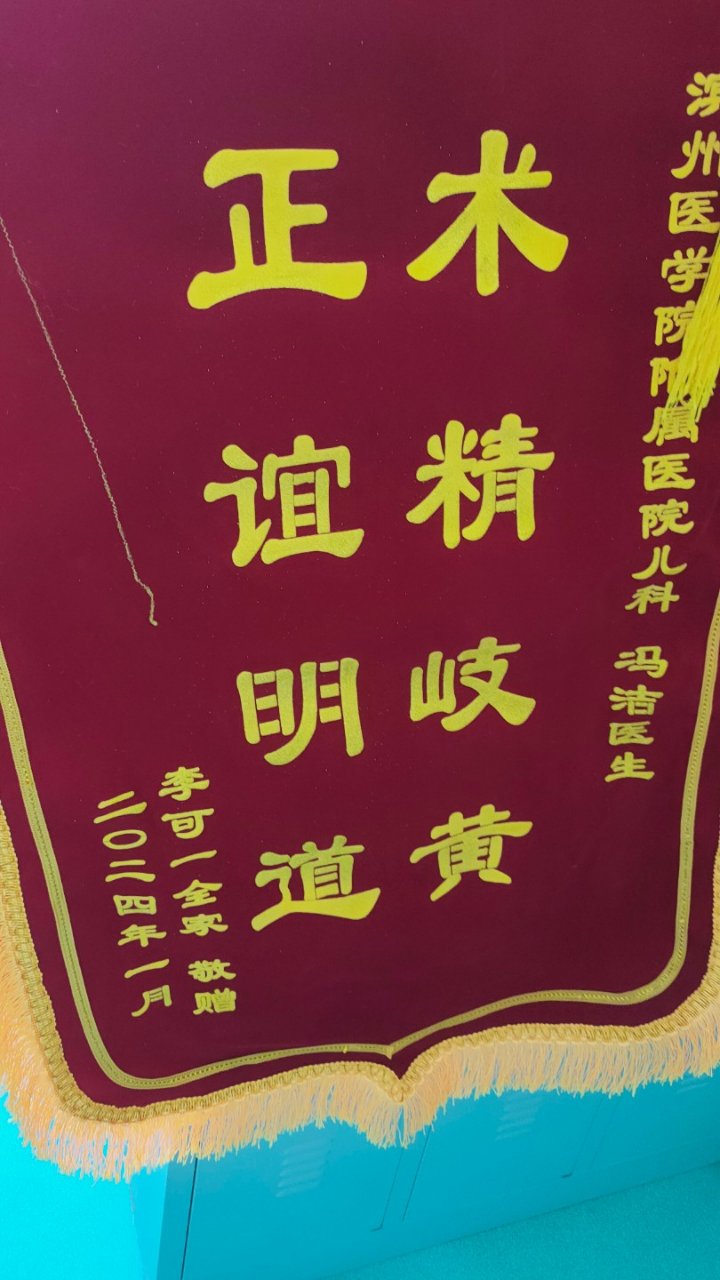 滨州医学院附属医院儿科 冯洁医生
术精岐黄
正谊明道
李可一全家 敬赠
二〇二四年一月